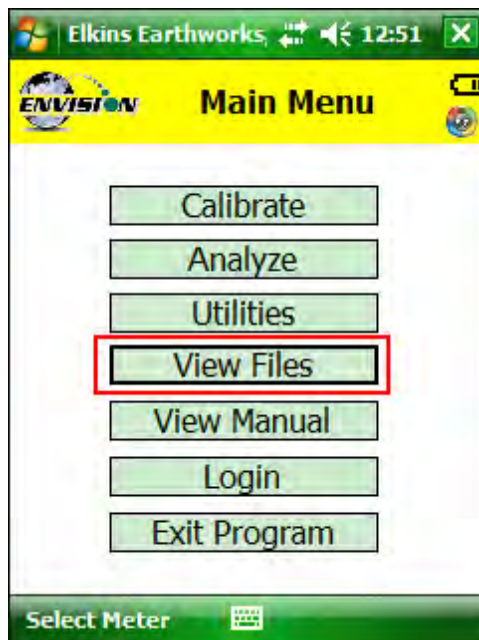 Elkins Earthworks, 12:51
ENVISION Main Menu
Calibrate
Analyze
Utilities
View Files
View Manual
Login
Exit Program
Select Meter